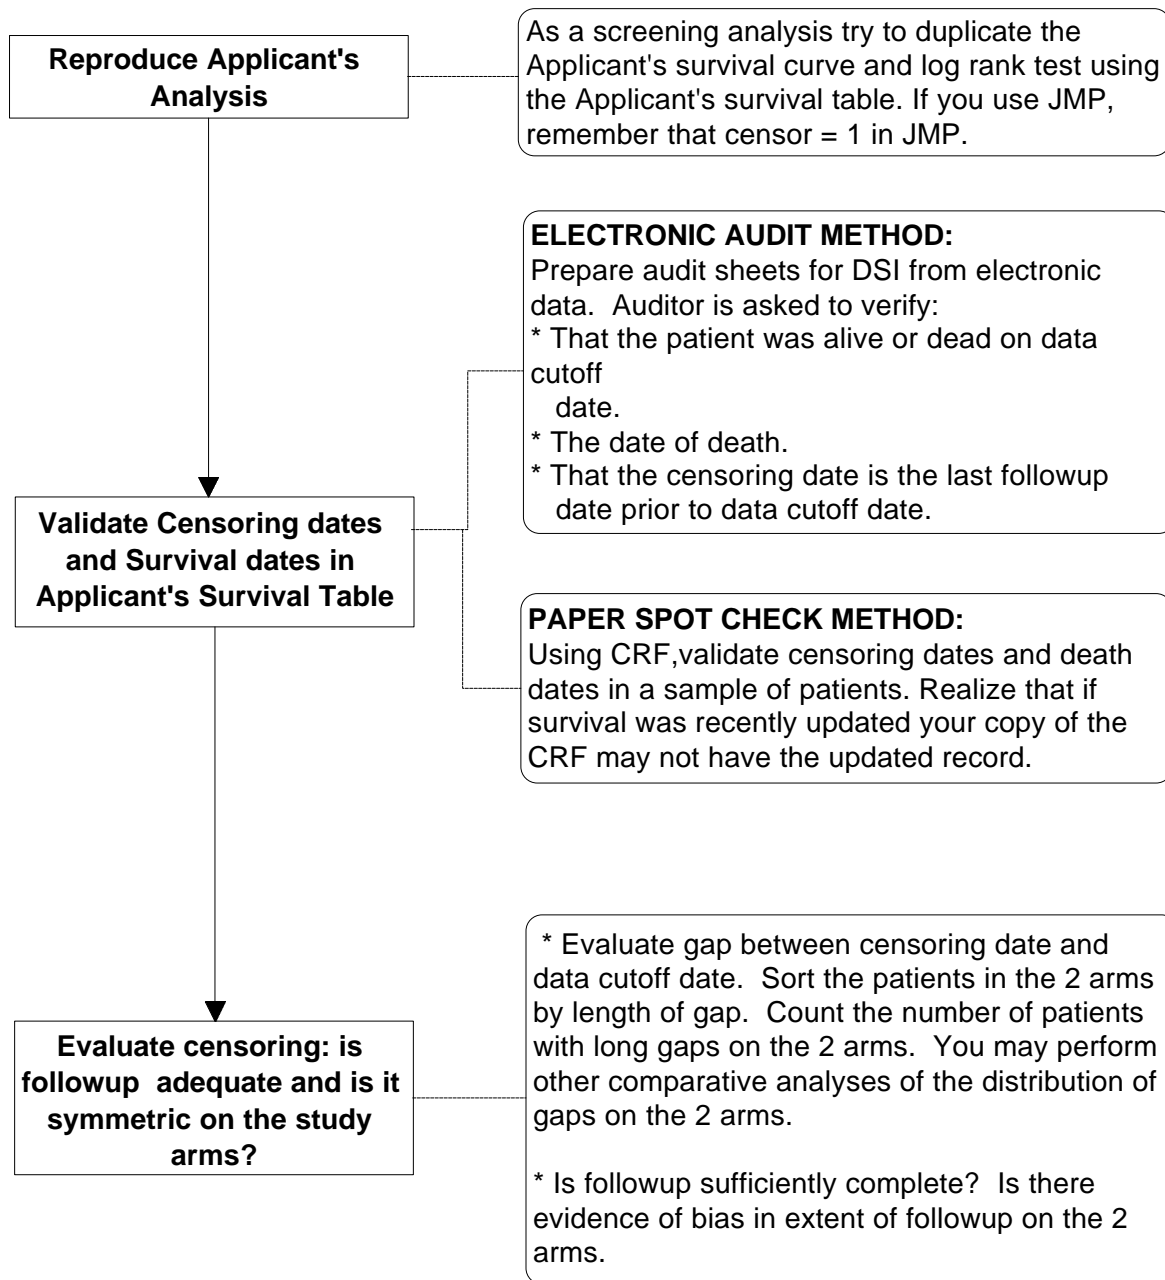 Reproduce Applicant's
Analysis
As a screening analysis try to duplicate the
Applicant's survival curve and log rank test using
the Applicant's survival table. If you use JMP,
remember that censor = 1 in JMP.
ELECTRONIC AUDIT METHOD:
Prepare audit sheets for DSI from electronic
data. Auditor is asked to verify:
* That the patient was alive or dead on data
cutoff
date.
* The date of death.
* That the censoring date is the last followup
date prior to data cutoff date.
Validate Censoring dates
and Survival dates in
Applicant's Survival Table
PAPER SPOT CHECK METHOD:
Using CRF,validate censoring dates and death
dates in a sample of patients. Realize that if
survival was recently updated your copy of the
CRF may not have the updated record.
* Evaluate gap between censoring date and
data cutoff date. Sort the patients in the 2 arms
by length of gap. Count the number of patients
with long gaps on the 2 arms. You may perform
other comparative analyses of the distribution of
gaps on the 2 arms.
* Is followup sufficiently complete? Is there
evidence of bias in extent of followup on the 2
arms.
Evaluate censoring: is
followup adequate and is it
symmetric on the study
arms?